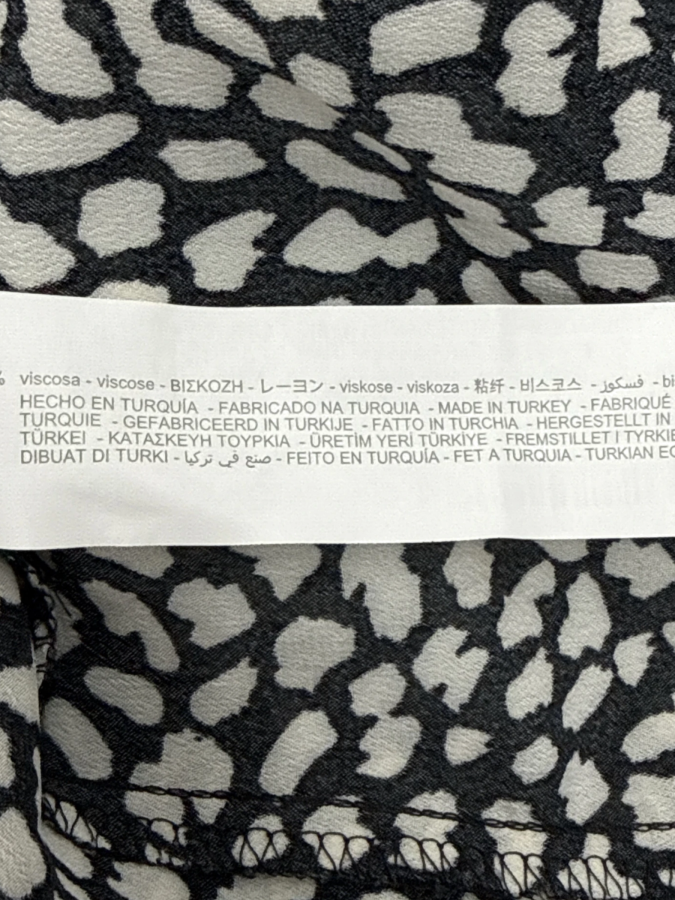 % viscosa - viscose - ΒΙΣΚΟΖΗ - レーヨン - viskose - viskoza - 粘纤 - 비스코스 - فسكوز - bi
HECHO EN TURQUÍA - FABRICADO NA TURQUIA - MADE IN TURKEY - FABRIQUÉ
TURQUIE - GEFABRICEERD IN TURKIJE - FATTO IN TURCHIA - HERGESTELLT IN
TÜRKEI - ΚΑΤΑΣΚΕΥΗ ΤΟΥΡΚΙΑ - ÜRETİM YERİ TÜRKİYE - FREMSTILLET I TYRKIE
DIBUAT DI TURKI - صنع في تركيا - FEITO EN TURQUÍA - FET A TURQUIA - TURKIAN EG